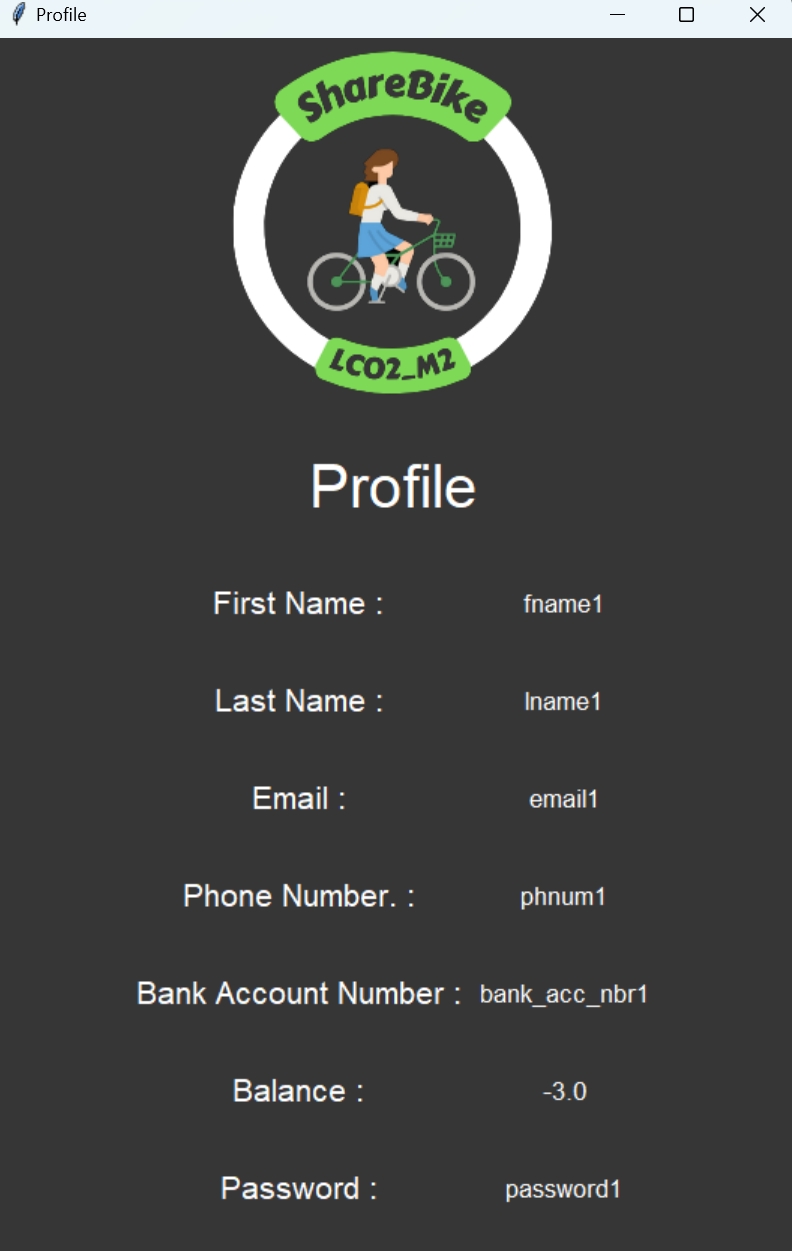 Profile
ShareBike
LCO2_M2
Profile
First Name : fname1
Last Name : lname1
Email : email1
Phone Number. : phnum1
Bank Account Number : bank_acc_nbr1
Balance : -3.0
Password : password1